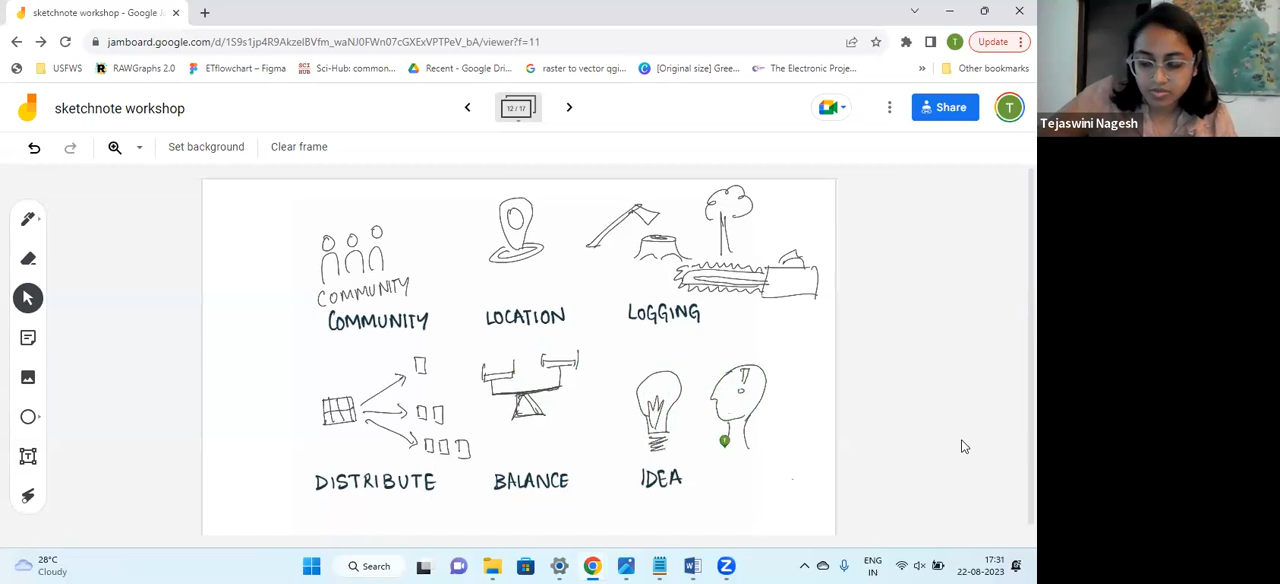 sketchnote workshop - Google J
jamboard.google.com/d/1S9s1jp4R9AkzelBVfm_waNJ0FWn07cGXExVPTPeV_bA/viewer?f=11
Update
USFWS
RAWGraphs 2.0
ETflowchart – Figma
SCI HUB
Sci-Hub: common...
Recent - Google Dri...
raster to vector qgi...
[Original size] Gree...
The Electronic Proje...
»
Other bookmarks
sketchnote workshop
12 / 17
Share
T
Set background
Clear frame
Tejaswini Nagesh
COMMUNITY
COMMUNITY
LOCATION
LOGGING
DISTRIBUTE
BALANCE
IDEA
28°C
Cloudy
Search
ENG
IN
17:31
22-08-2023